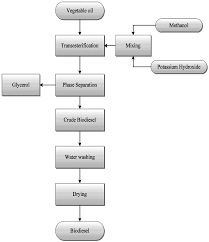 Vegetable oil
Methanol
Transesterification
Mixing
Potassium Hydroxide
Glycerol
Phase Separation
Crude Biodiesel
Water washing
Drying
Biodiesel